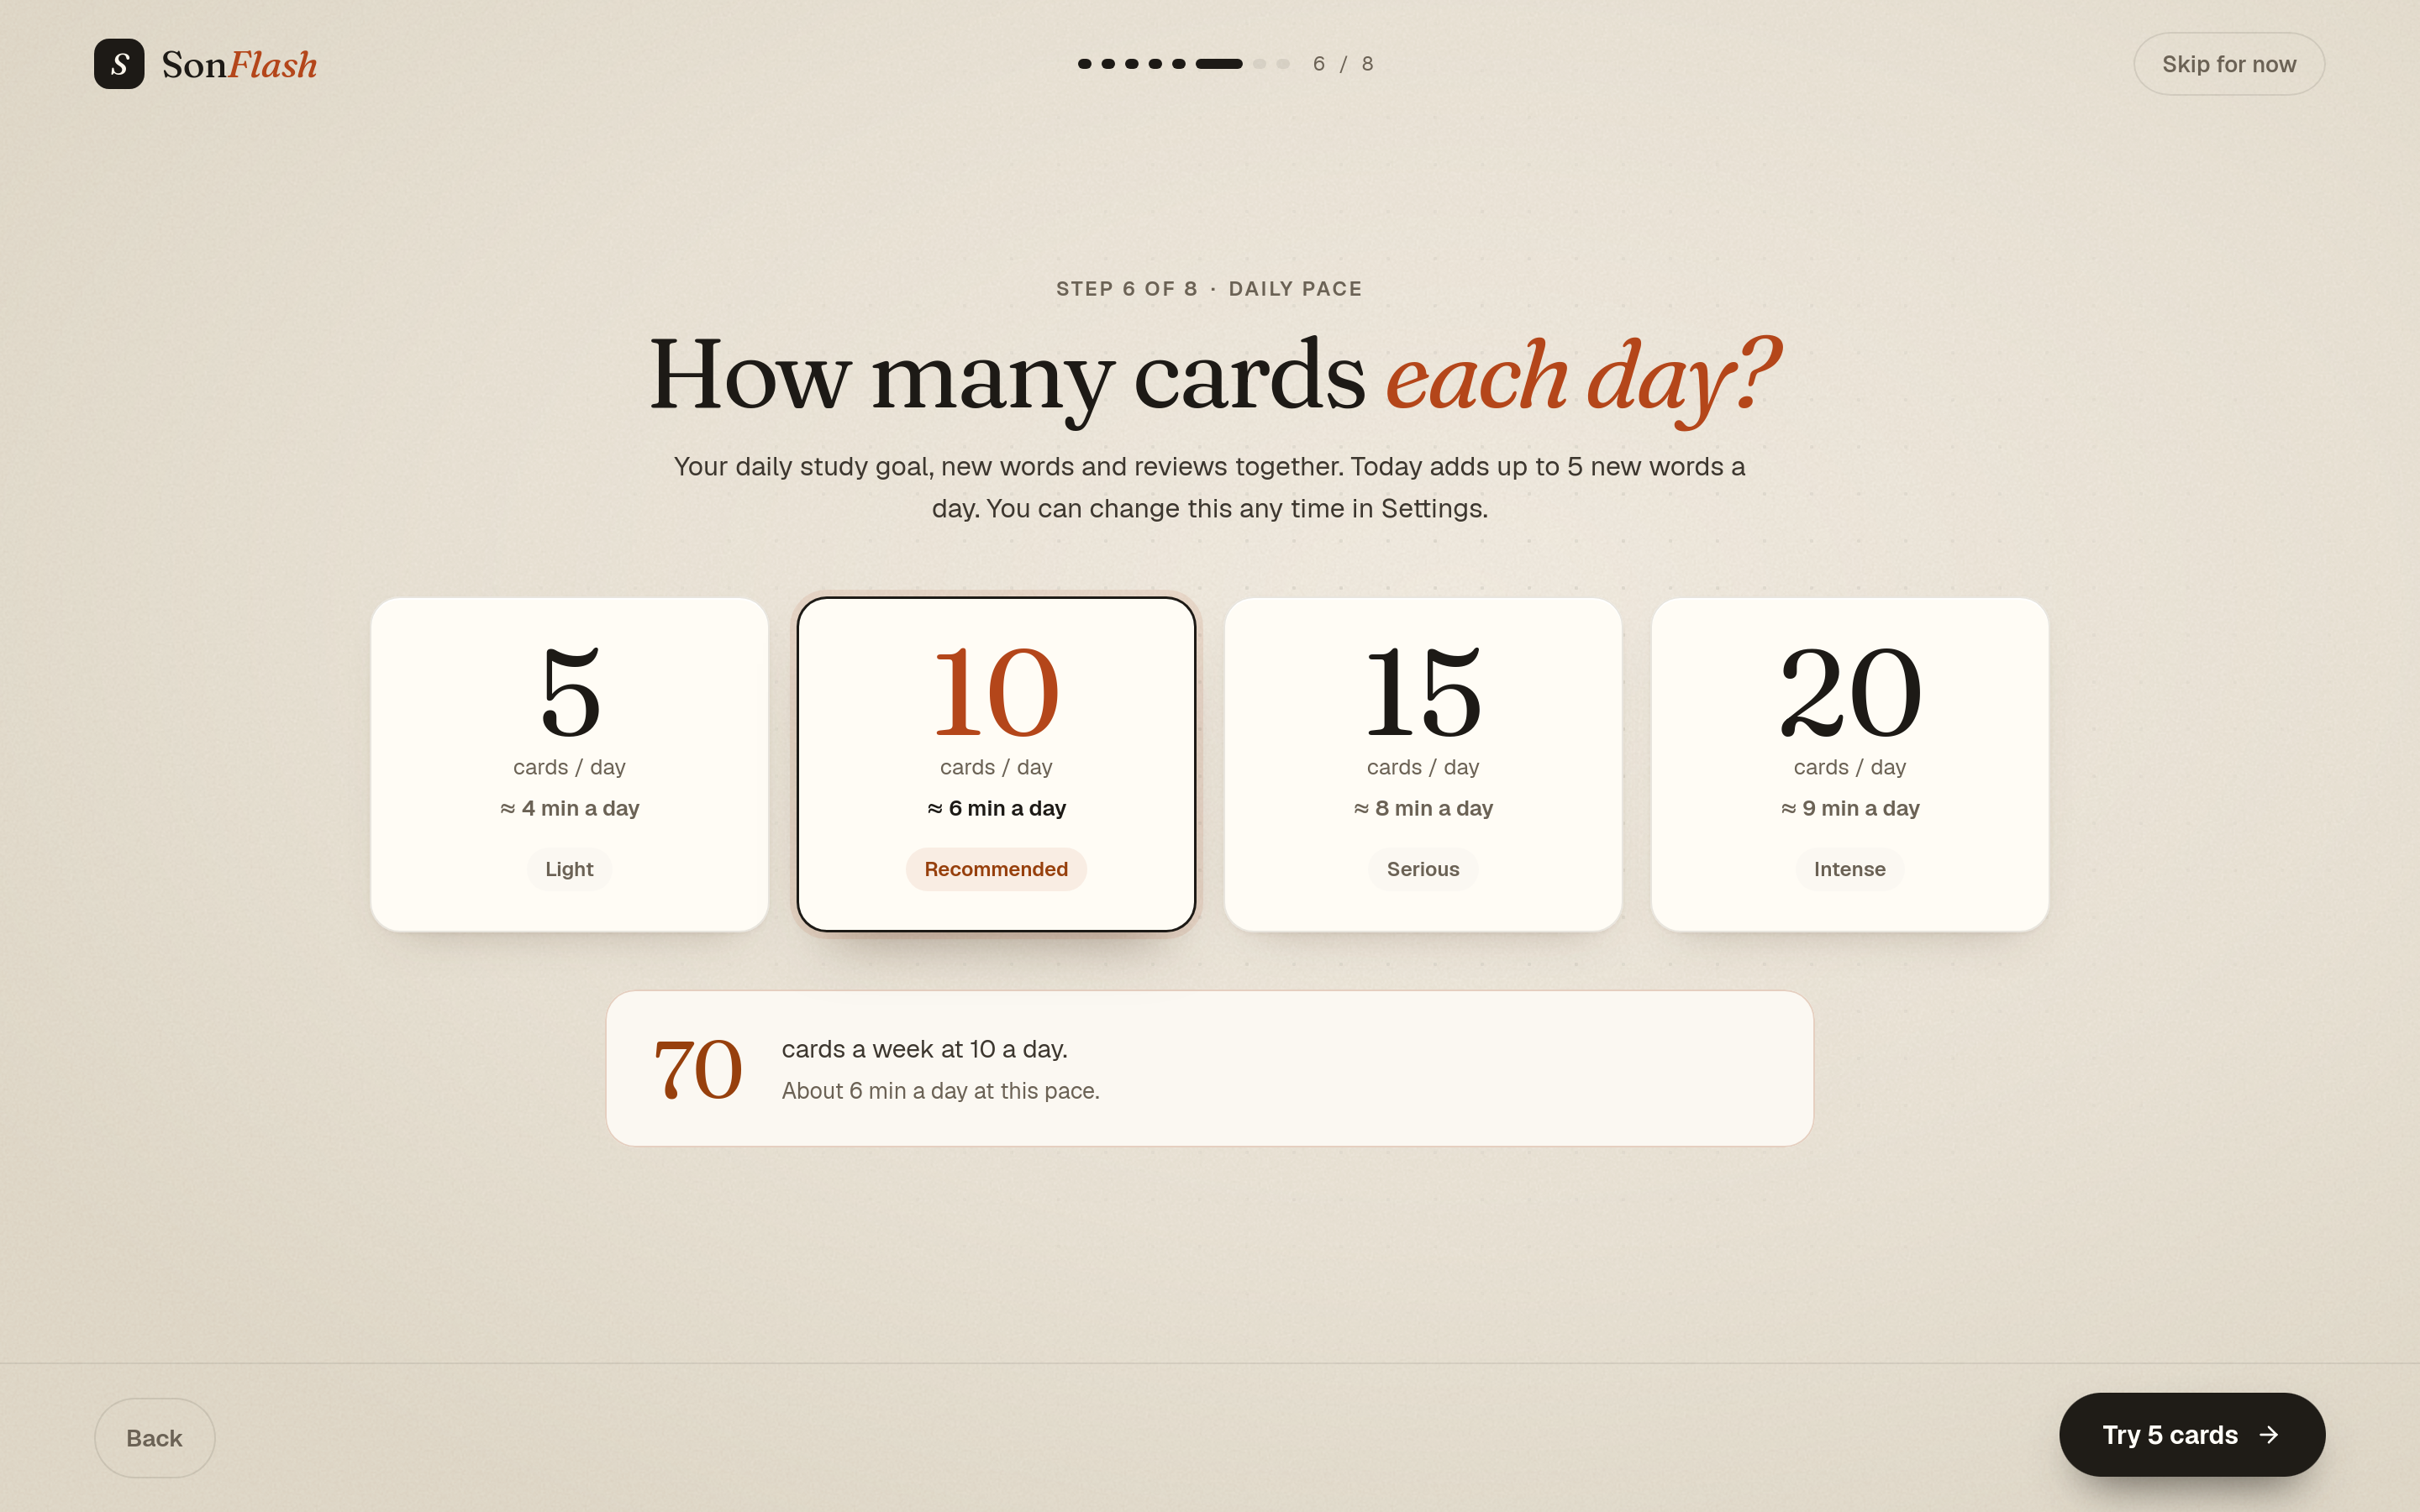 S SonFlash
6 / 8
Skip for now
STEP 6 OF 8 · DAILY PACE
How many cards each day?
Your daily study goal, new words and reviews together. Today adds up to 5 new words a
day. You can change this any time in Settings.
5
cards / day
≈ 4 min a day
Light
10
cards / day
≈ 6 min a day
Recommended
15
cards / day
≈ 8 min a day
Serious
20
cards / day
≈ 9 min a day
Intense
70
cards a week at 10 a day.
About 6 min a day at this pace.
Back
Try 5 cards →